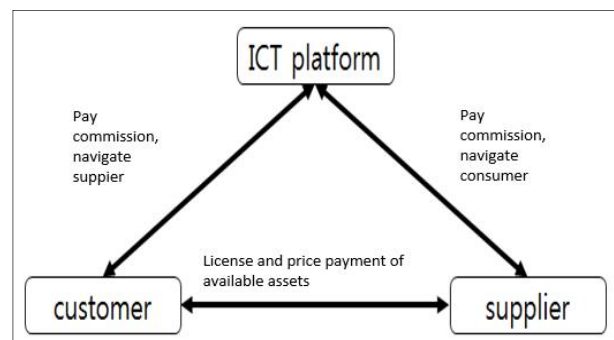 ICT platform
Pay
commission,
navigate
suppier
Pay
commission,
navigate
consumer
License and price payment of
available assets
customer
supplier